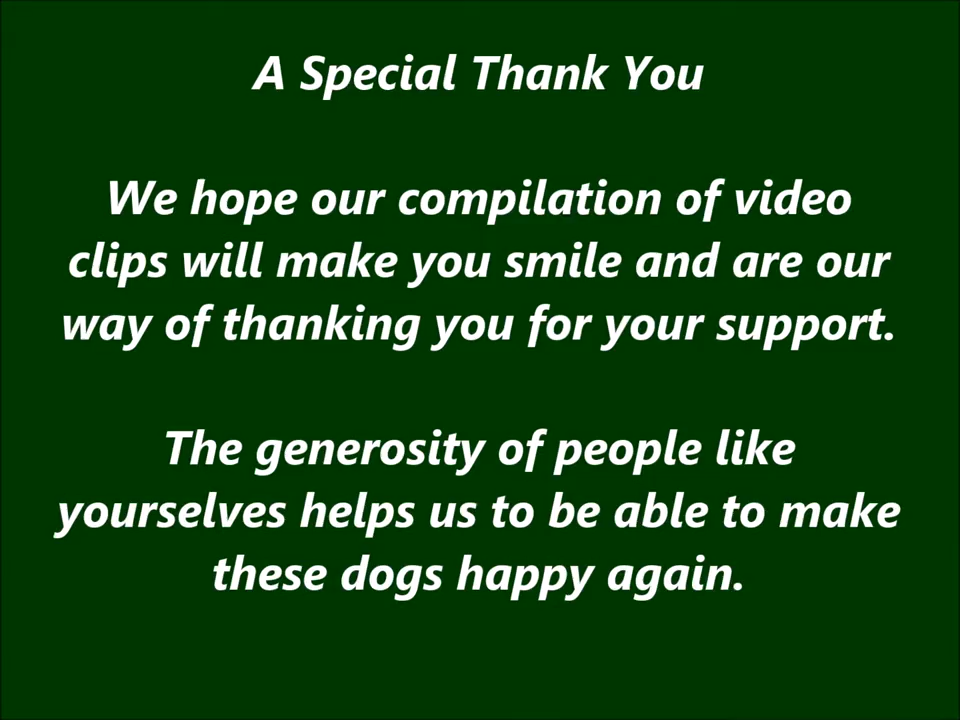 A Special Thank You
We hope our compilation of video
clips will make you smile and are our
way of thanking you for your support.
The generosity of people like
yourselves helps us to be able to make
these dogs happy again.